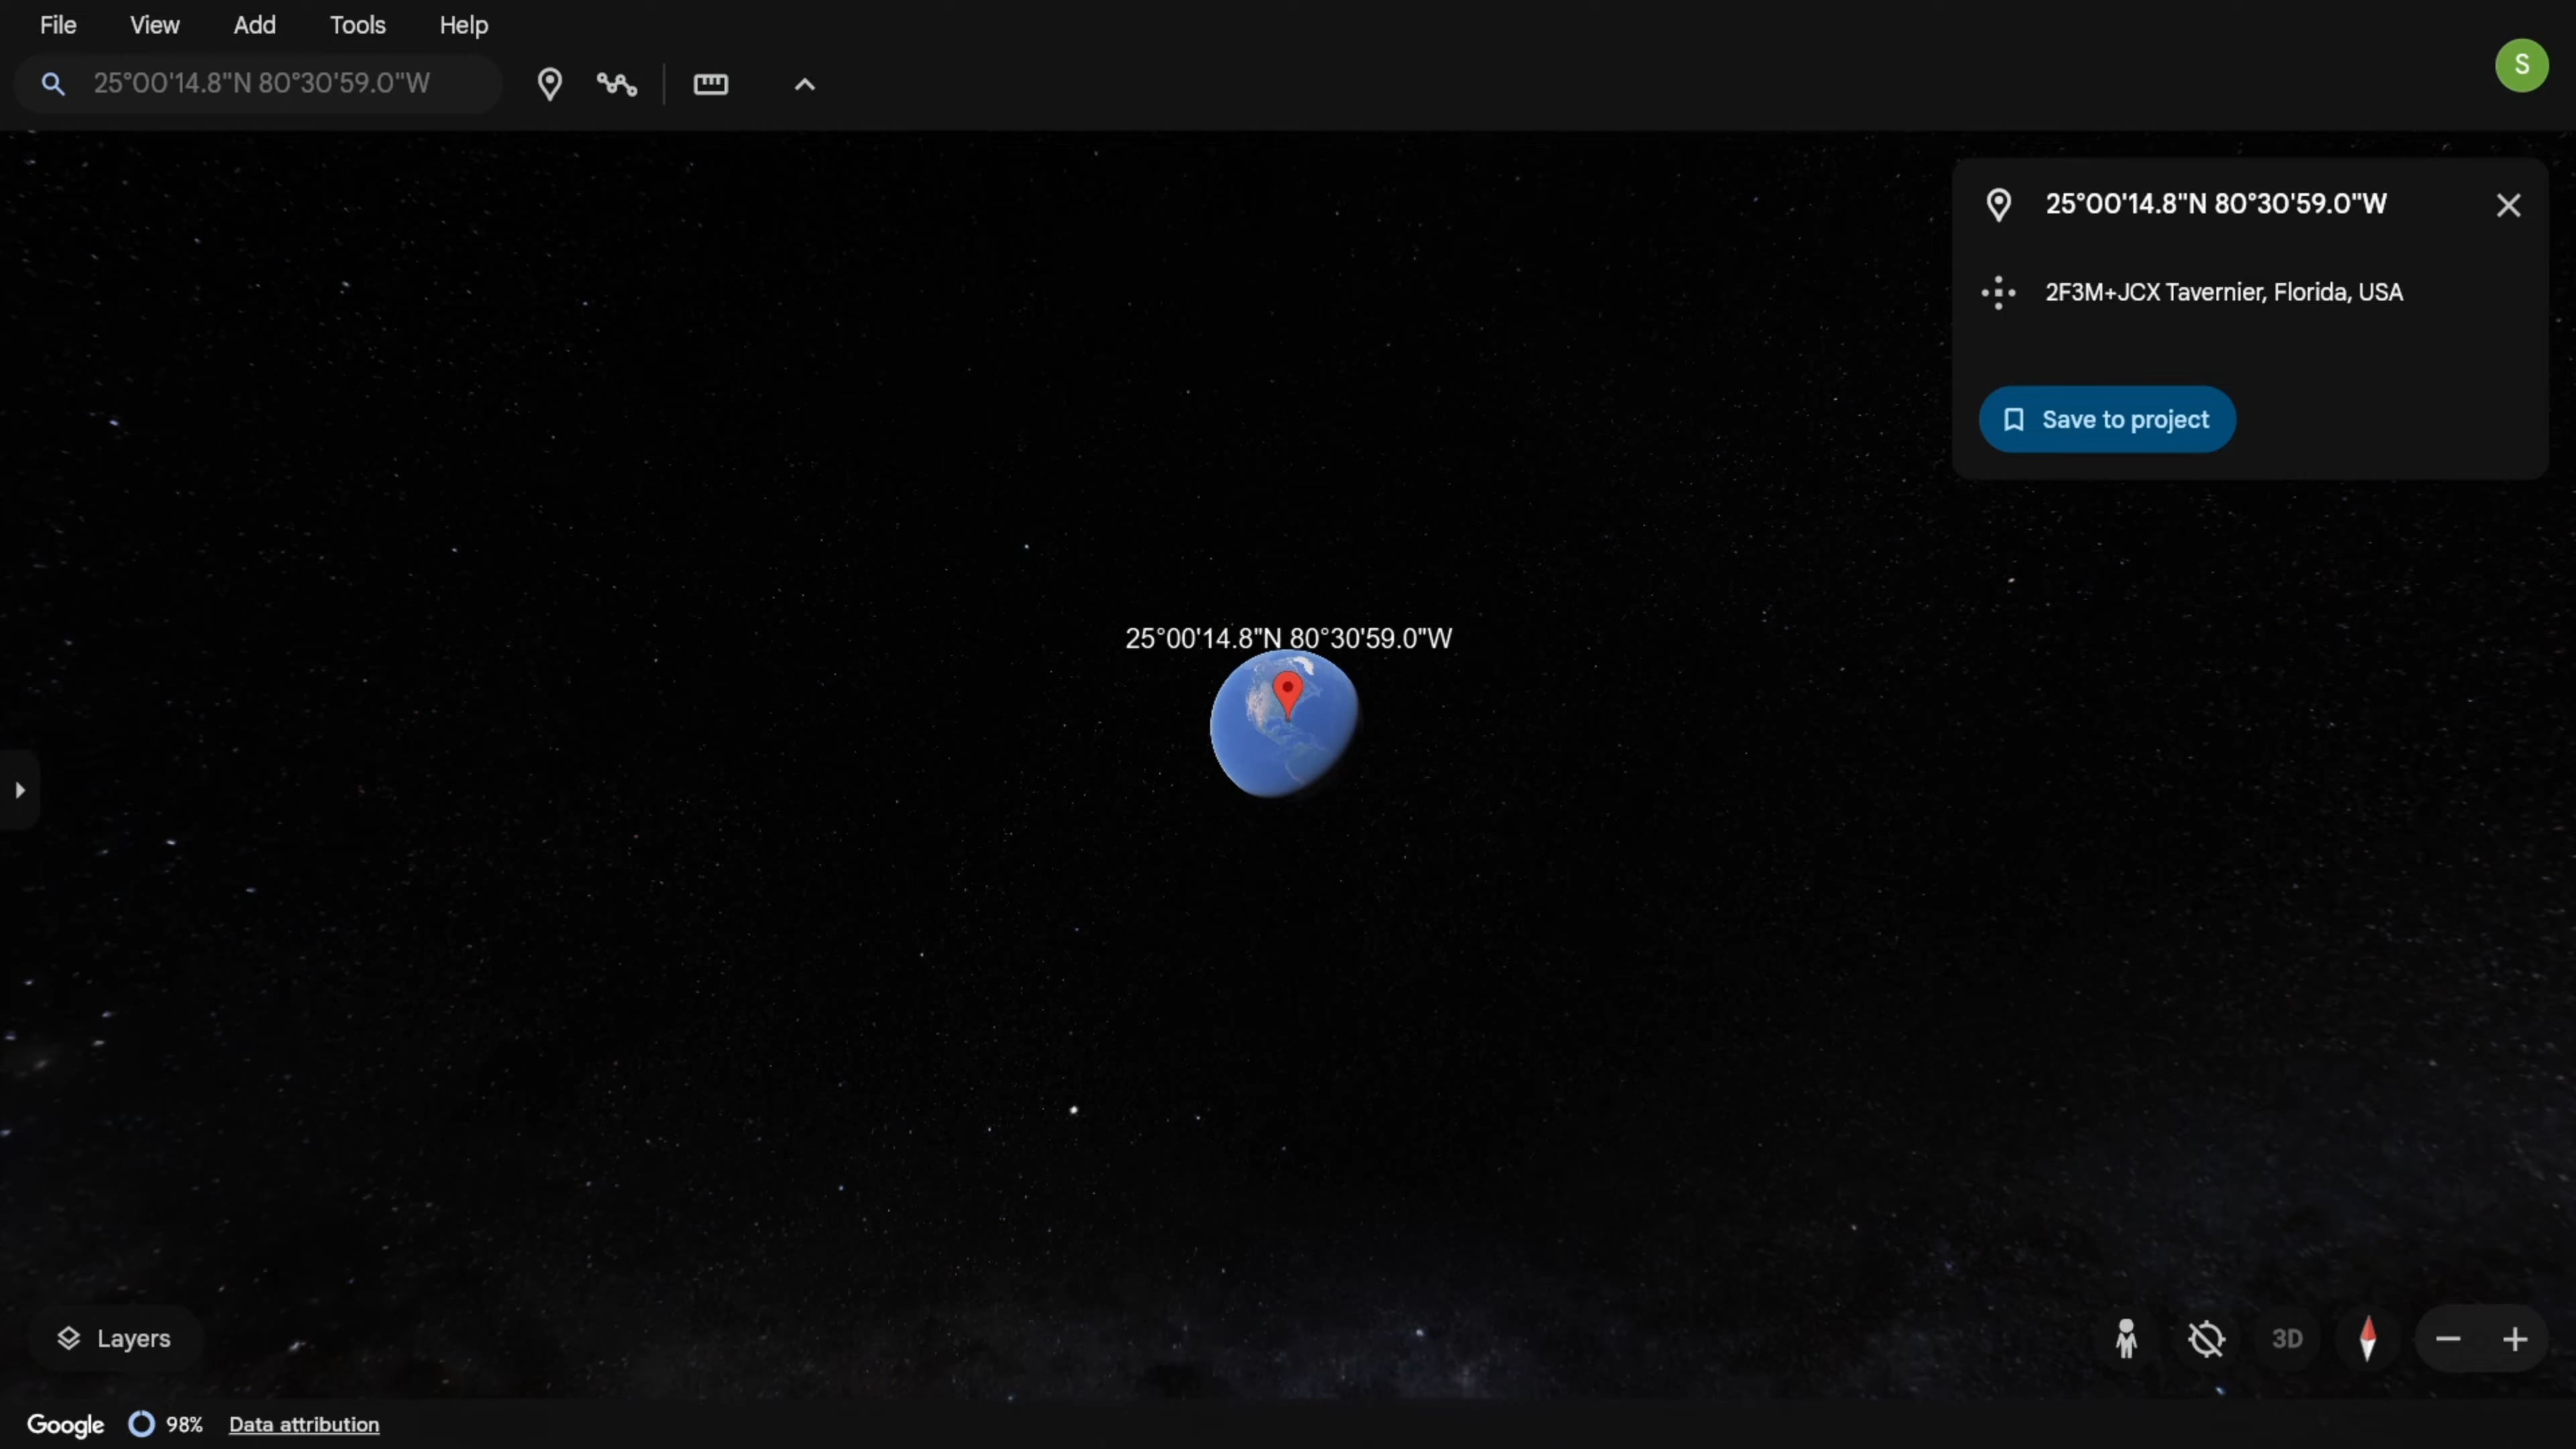 File View Add Tools Help
25°00'14.8"N 80°30'59.0"W
S
25°00'14.8"N 80°30'59.0"W
2F3M+JCX Tavernier, Florida, USA
Save to project
25°00'14.8"N 80°30'59.0"W
Layers
3D
Google 98% Data attribution